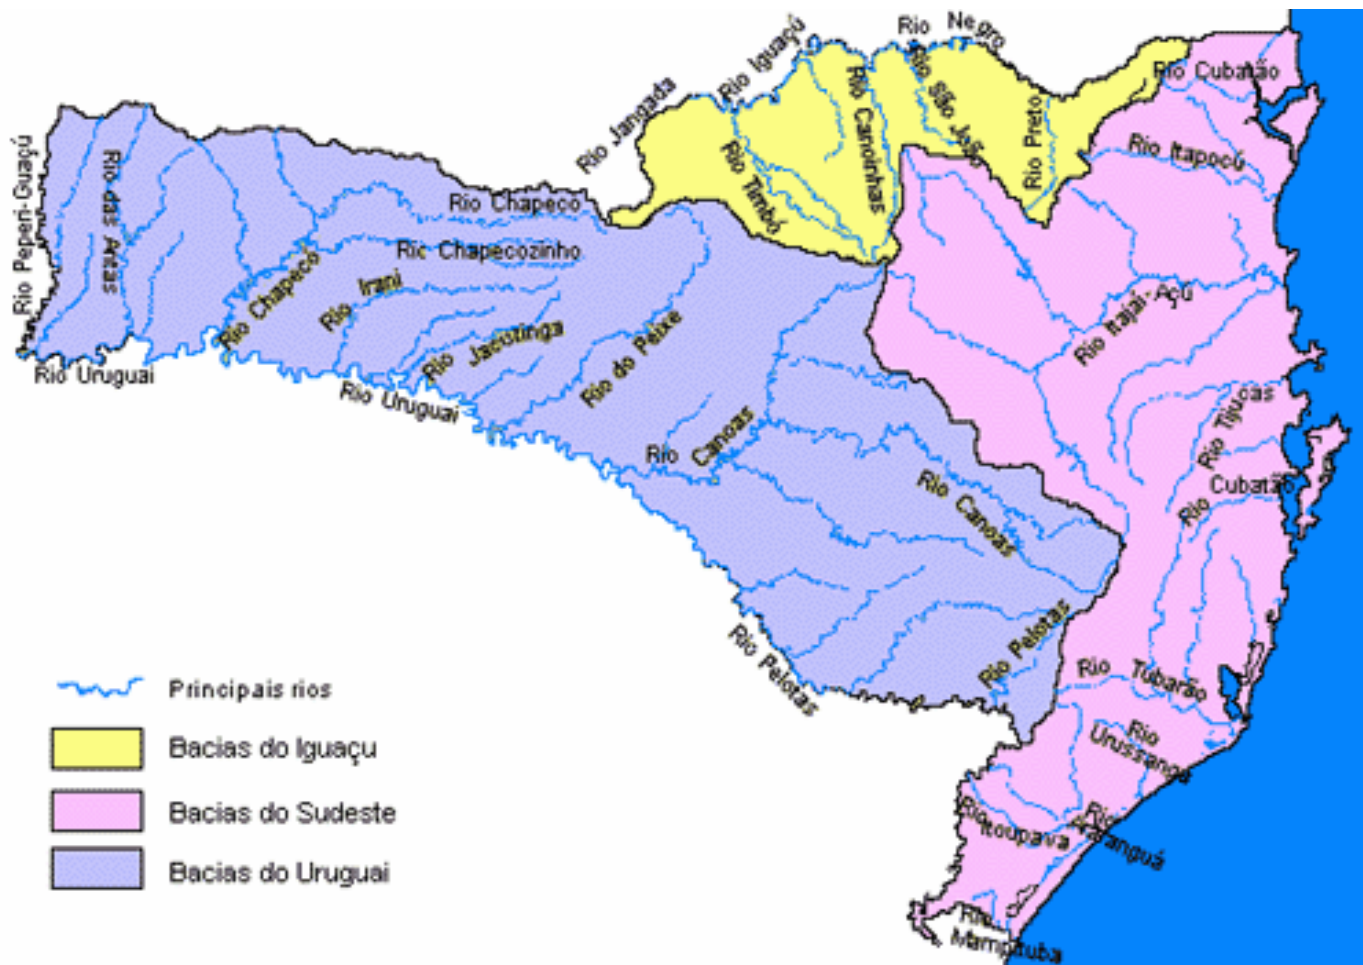 Rio Negro
Rio Iguaçú
Rio Jangada
Rio Cubatão
Rio São João
Rio Canoinhas
Rio Preto
Rio Timbó
Rio Itapocú
Rio Peperi-Guaçú
Rio das Antas
Rio Chapecó
Rio Chapecozinho
Rio Chapecó
Rio Irani
Rio Jacutinga
Rio do Peixe
Rio Itajái-Açú
Rio Uruguai
Rio Uruguai
Rio Tijucas
Rio Canoas
Rio Cubatão
Rio Canoas
Rio Pelotas
Rio Pelotas
Rio Tubarão
Rio Urussanga
Rio Itoupava
Rio Araranguá
Rio Mampituba
Principais rios
Bacias do Iguaçu
Bacias do Sudeste
Bacias do Uruguai